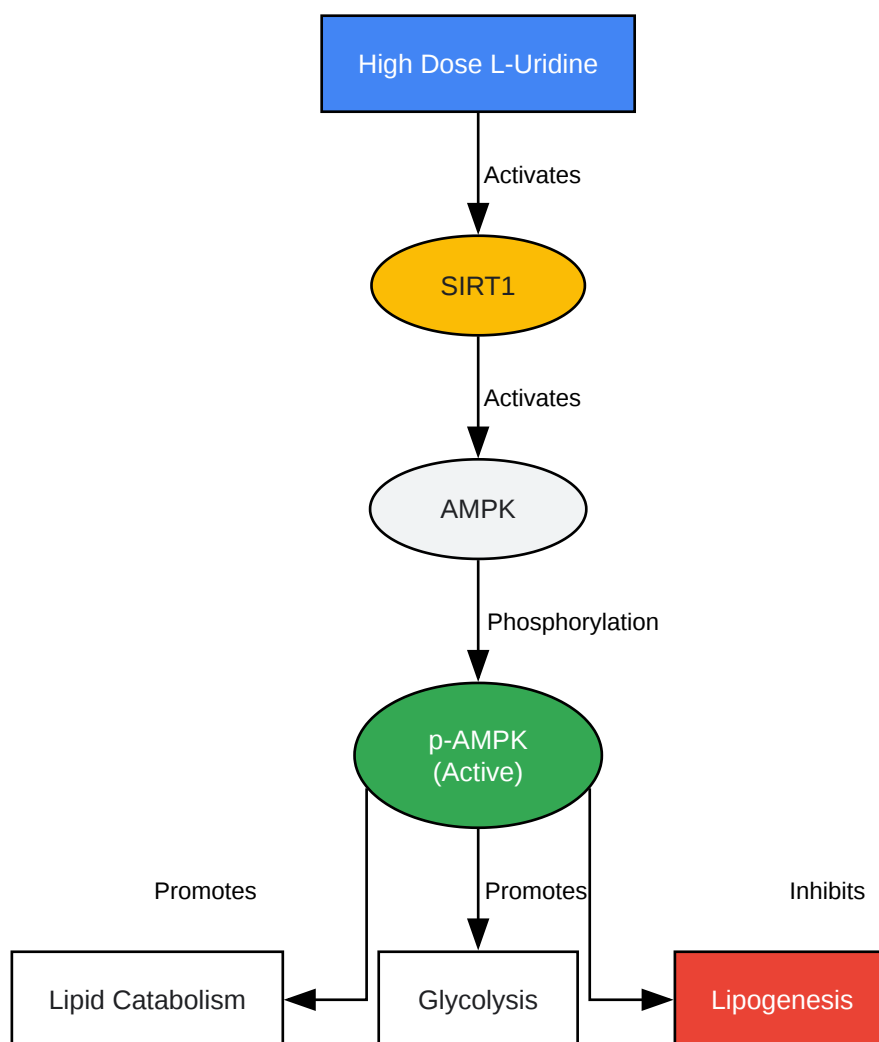 High Dose L-Uridine
Activates
SIRT1
Activates
AMPK
Phosphorylation
p-AMPK
(Active)
Promotes
Promotes
Inhibits
Lipid Catabolism
Glycolysis
Lipogenesis